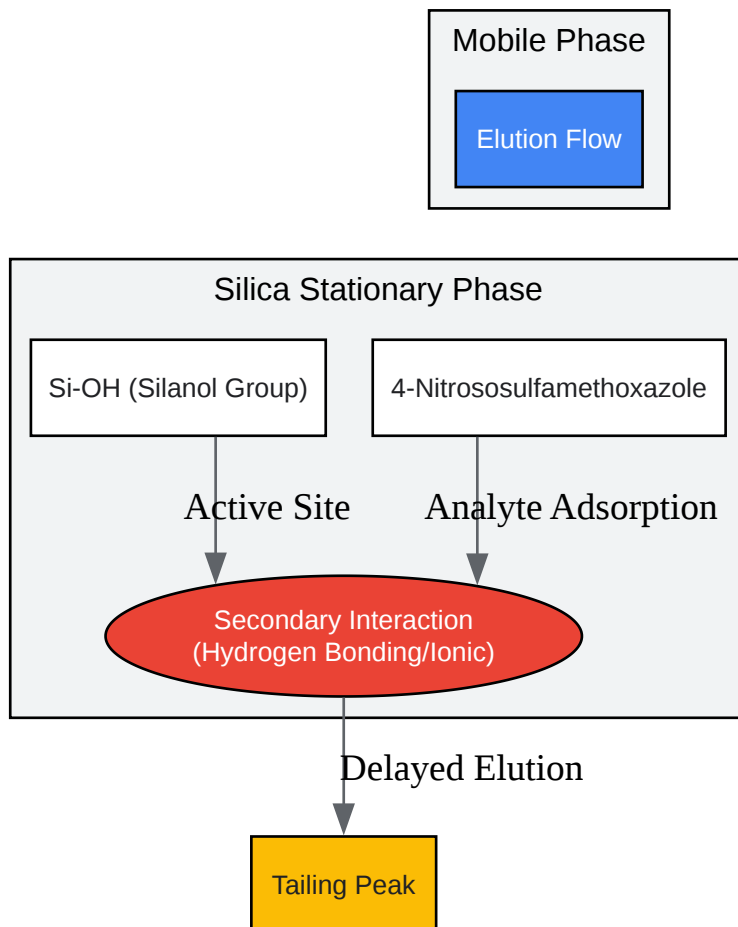 Mobile Phase
Elution Flow
Silica Stationary Phase
Si-OH (Silanol Group)
4-Nitrososulfamethoxazole
Active Site
Analyte Adsorption
Secondary Interaction
(Hydrogen Bonding/Ionic)
Delayed Elution
Tailing Peak